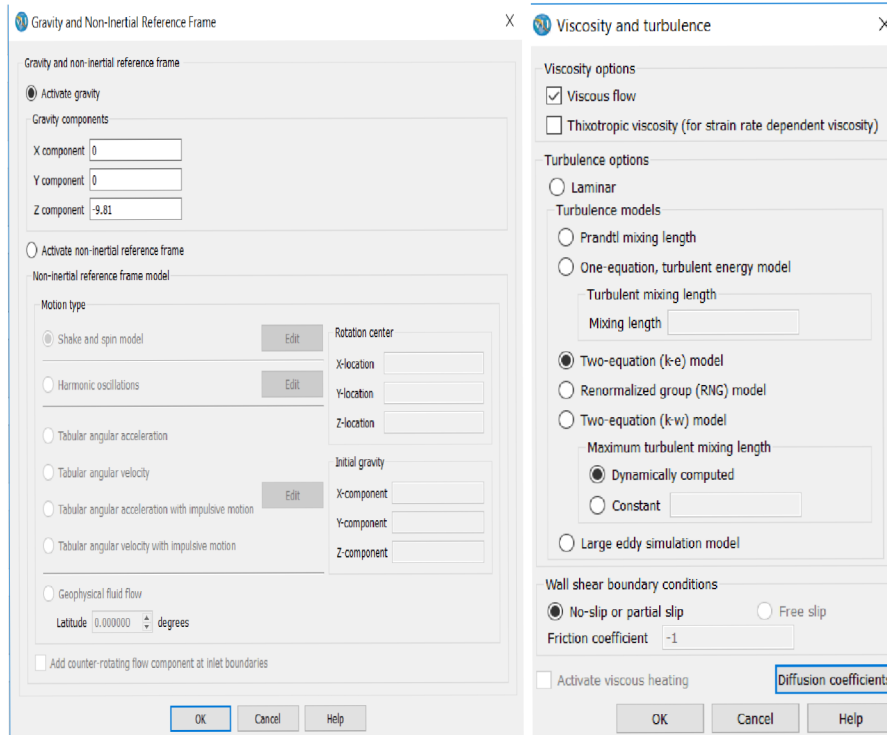 Gravity and Non-Inertial Reference Frame
X
Gravity and non-inertial reference frame
Activate gravity
Gravity components
X component 0
Y component 0
Z component -9.81
Activate non-inertial reference frame
Non-inertial reference frame model
Motion type
Shake and spin model Edit
Harmonic oscillations Edit
Tabular angular acceleration
Tabular angular velocity
Tabular angular acceleration with impulsive motion Edit
Tabular angular velocity with impulsive motion
Geophysical fluid flow
Latitude 0.000000 degrees
Rotation center
X-location
Y-location
Z-location
Initial gravity
X-component
Y-component
Z-component
Add counter-rotating flow component at inlet boundaries
OK Cancel Help
Viscosity and turbulence
X
Viscosity options
Viscous flow
Thixotropic viscosity (for strain rate dependent viscosity)
Turbulence options
Laminar
Turbulence models
Prandtl mixing length
One-equation, turbulent energy model
Turbulent mixing length
Mixing length
Two-equation (k-e) model
Renormalized group (RNG) model
Two-equation (k-w) model
Maximum turbulent mixing length
Dynamically computed
Constant
Large eddy simulation model
Wall shear boundary conditions
No-slip or partial slip Free slip
Friction coefficient -1
Activate viscous heating Diffusion coefficients
OK Cancel Help